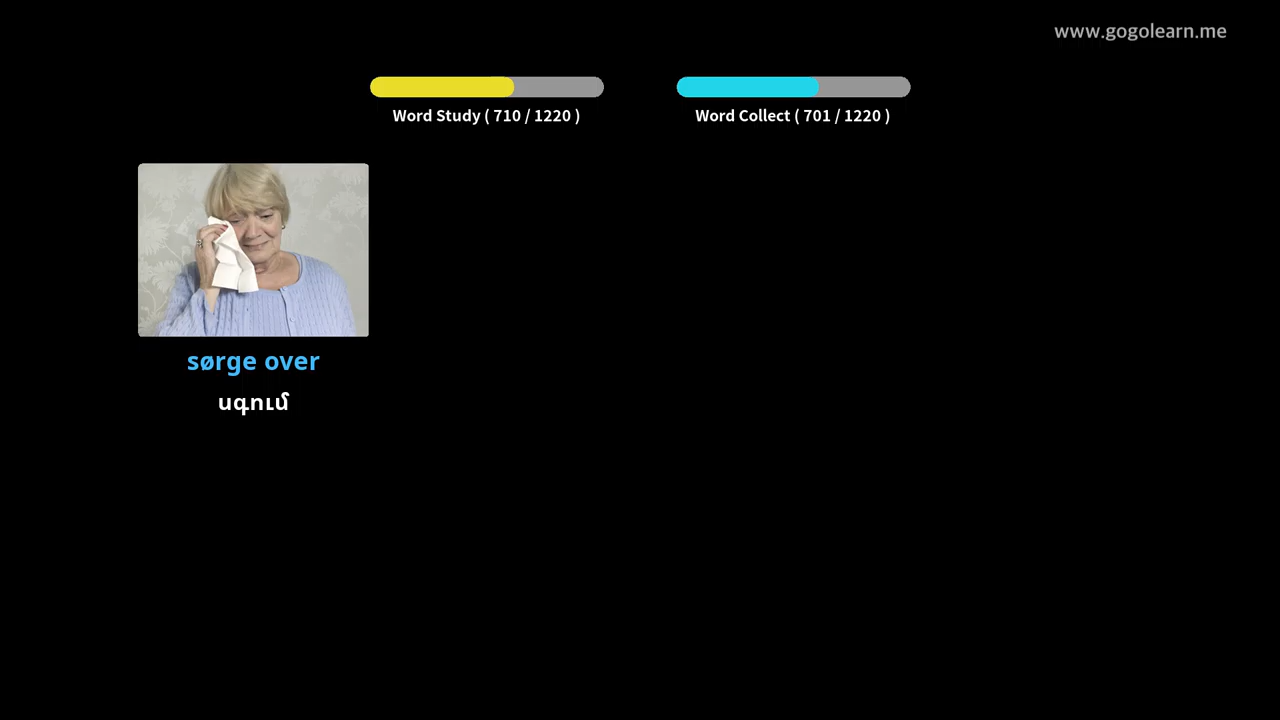 www.gogolearn.me
Word Study ( 710 / 1220 )
Word Collect ( 701 / 1220 )
sørge over
սգում